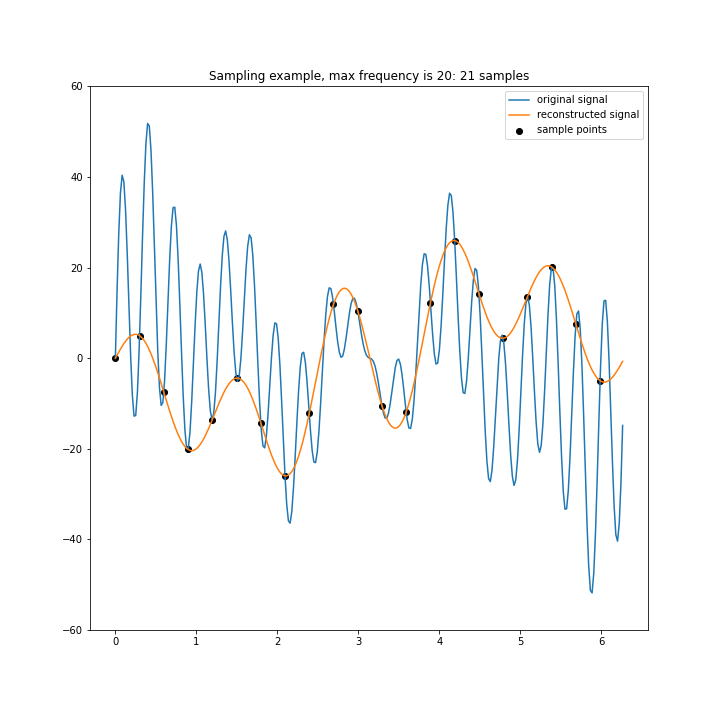 Sampling example, max frequency is 20: 21 samples
original signal
reconstructed signal
sample points
60
40
20
0
−20
−40
−60
0 1 2 3 4 5 6